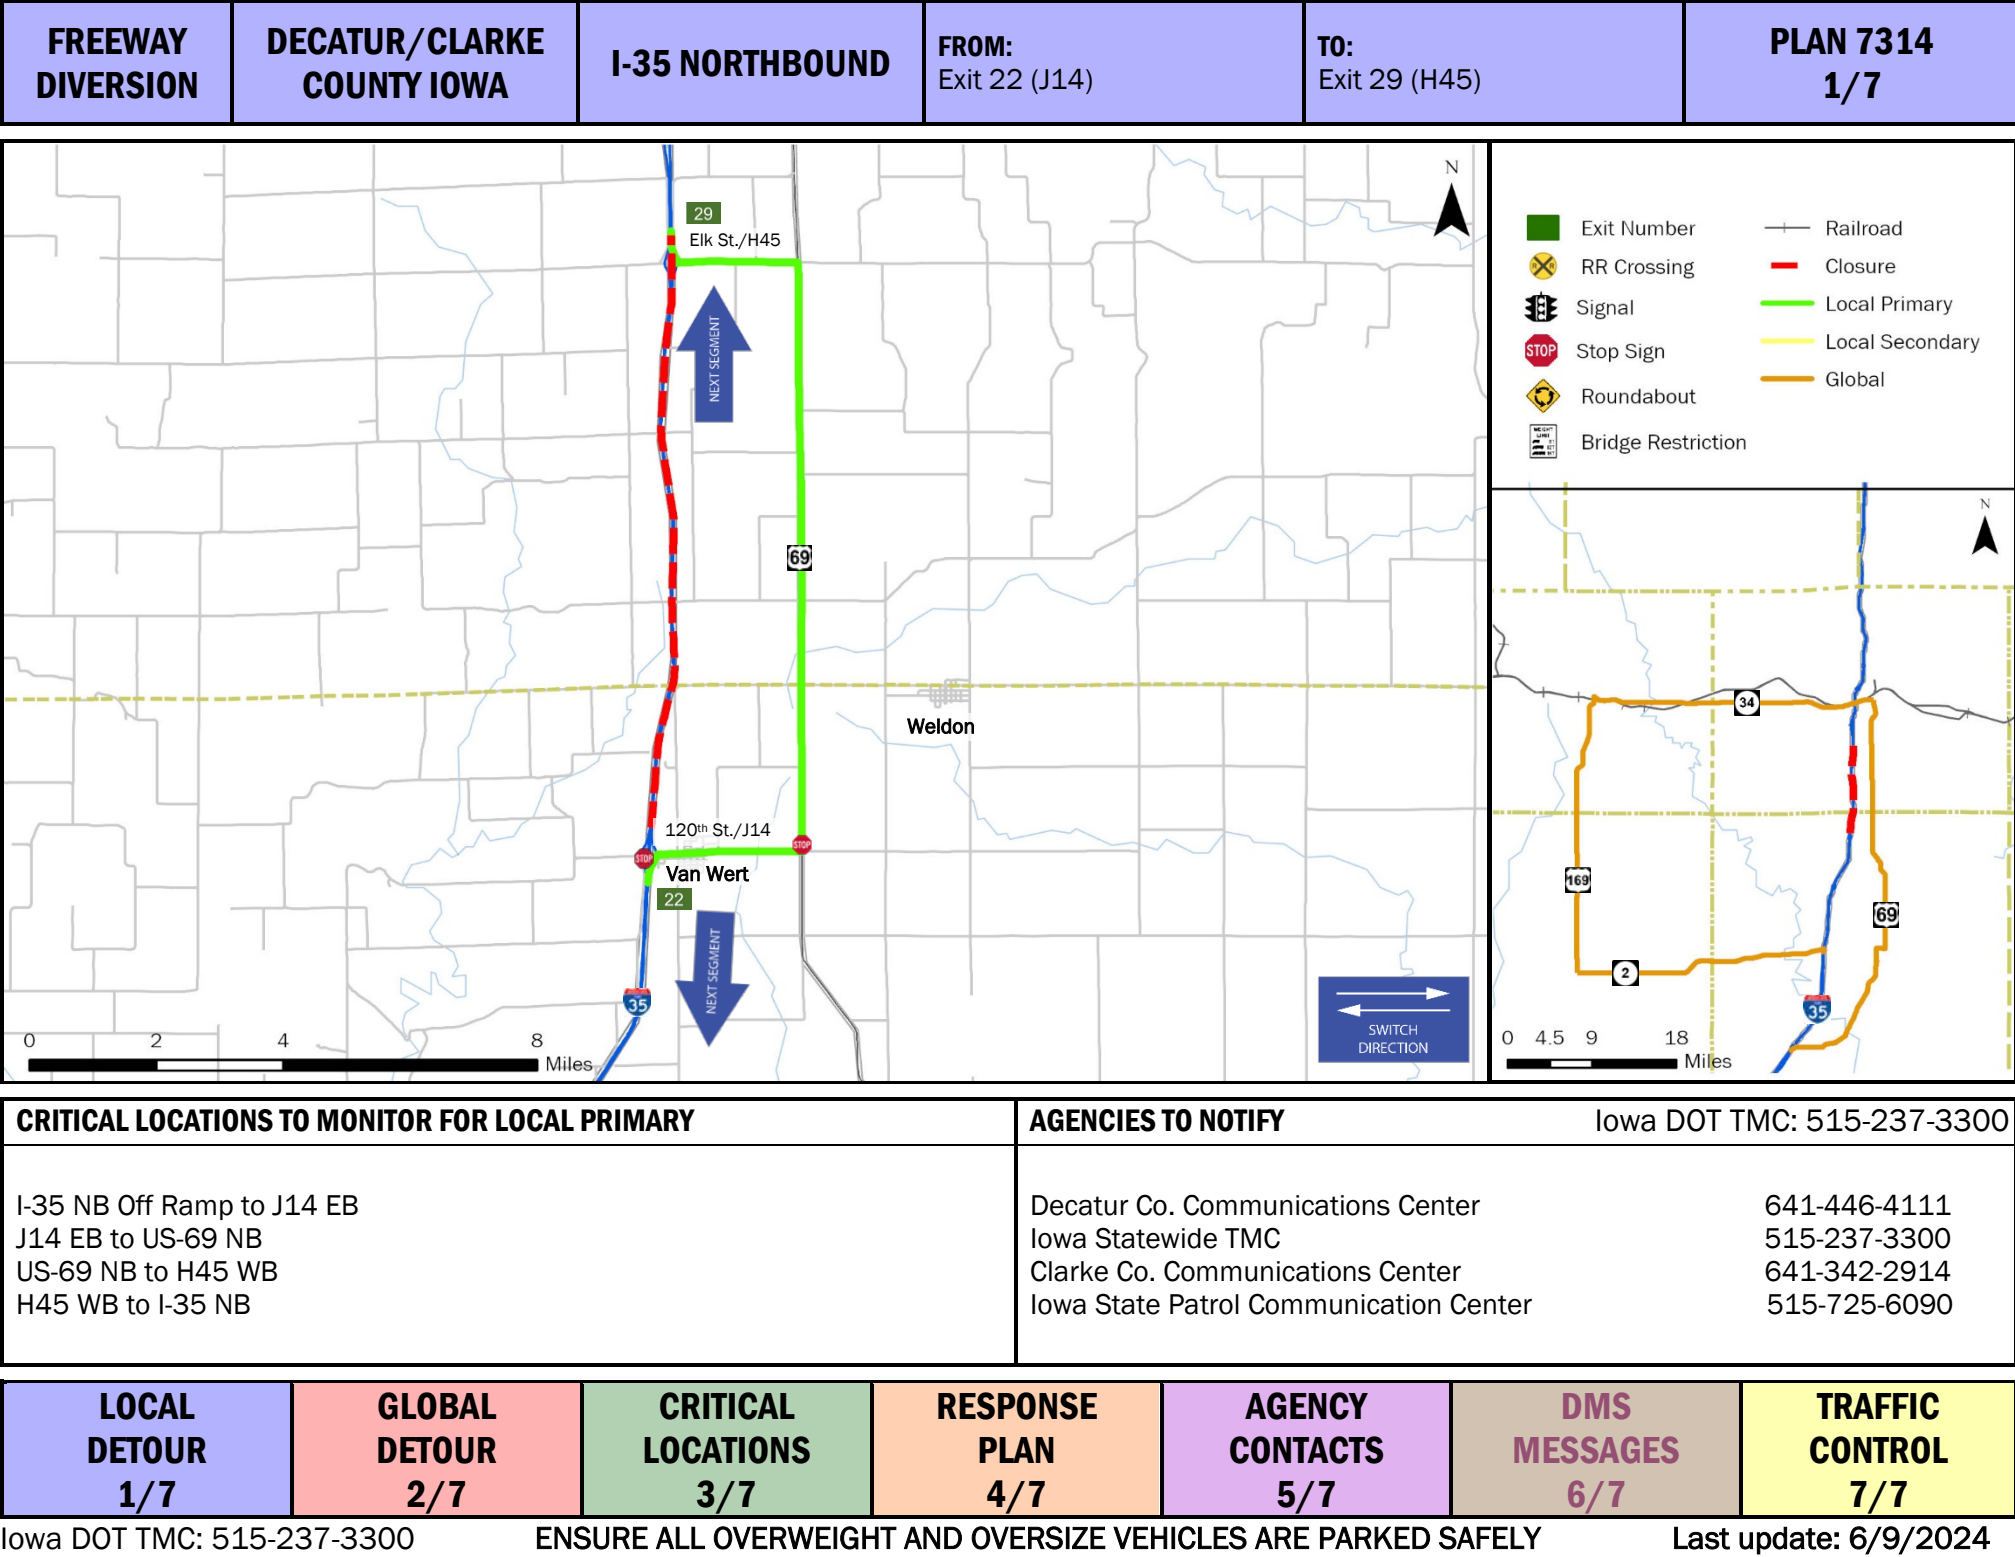 FREEWAY
DIVERSION
DECATUR/CLARKE
COUNTY IOWA
I-35 NORTHBOUND
FROM:
Exit 22 (J14)
TO:
Exit 29 (H45)
PLAN 7314
1/7
29
Elk St./H45
NEXT SEGMENT
N
69
Weldon
120th St./J14
STOP
STOP
Van Wert
22
NEXT SEGMENT
35
0 2 4 8
Miles
SWITCH
DIRECTION
Exit Number
RR Crossing
Signal
STOP
Stop Sign
Roundabout
WEIGHT
LIMIT
Bridge Restriction
Railroad
Closure
Local Primary
Local Secondary
Global
N
34
169
69
2
35
0 4.5 9 18
Miles
CRITICAL LOCATIONS TO MONITOR FOR LOCAL PRIMARY
I-35 NB Off Ramp to J14 EB
J14 EB to US-69 NB
US-69 NB to H45 WB
H45 WB to I-35 NB
AGENCIES TO NOTIFY Iowa DOT TMC: 515-237-3300
Decatur Co. Communications Center 641-446-4111
Iowa Statewide TMC 515-237-3300
Clarke Co. Communications Center 641-342-2914
Iowa State Patrol Communication Center 515-725-6090
LOCAL
DETOUR
1/7
GLOBAL
DETOUR
2/7
CRITICAL
LOCATIONS
3/7
RESPONSE
PLAN
4/7
AGENCY
CONTACTS
5/7
DMS
MESSAGES
6/7
TRAFFIC
CONTROL
7/7
Iowa DOT TMC: 515-237-3300 ENSURE ALL OVERWEIGHT AND OVERSIZE VEHICLES ARE PARKED SAFELY Last update: 6/9/2024